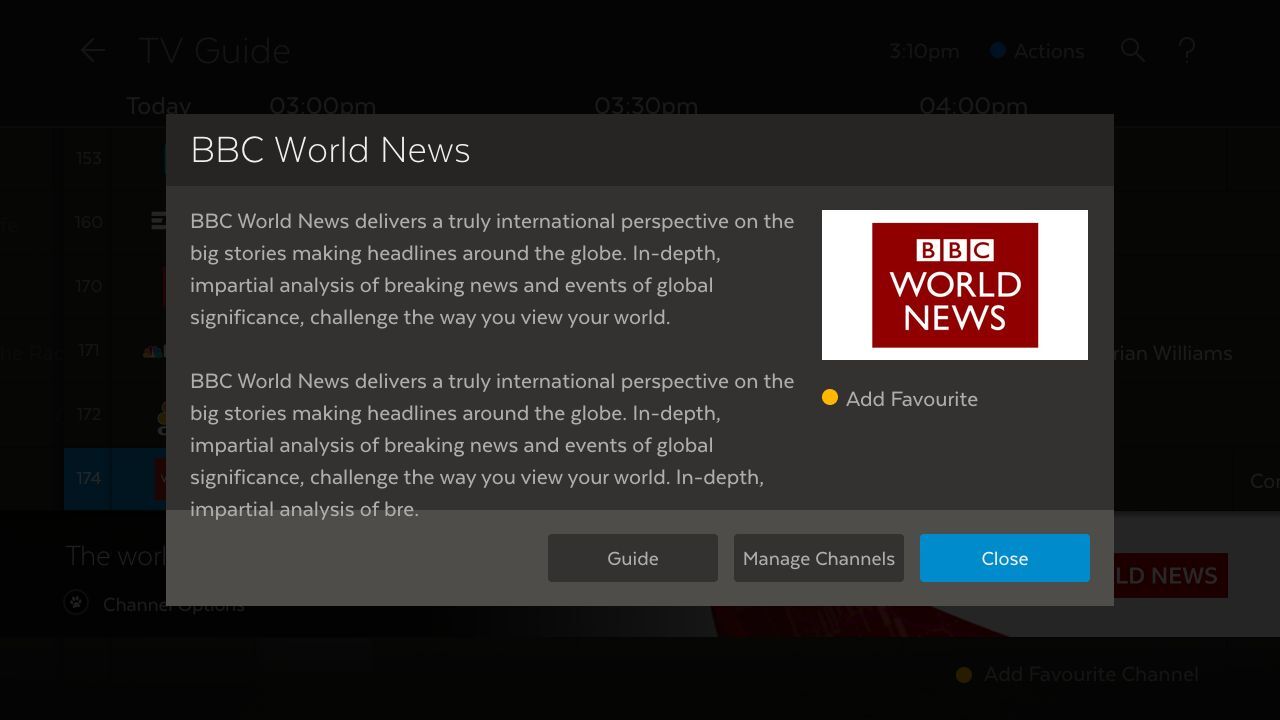 TV Guide
3:10pm
Actions
?
Today
03:00pm
03:30pm
04:00pm
153
160
170
171
172
174
BBC World News
BBC World News delivers a truly international perspective on the
big stories making headlines around the globe. In-depth,
impartial analysis of breaking news and events of global
significance, challenge the way you view your world.
BBC World News delivers a truly international perspective on the
big stories making headlines around the globe. In-depth,
impartial analysis of breaking news and events of global
significance, challenge the way you view your world. In-depth,
impartial analysis of bre.
BBC
WORLD
NEWS
Add Favourite
rian Williams
Guide
Manage Channels
Close
The worl
Channel Options
LD NEWS
Add Favourite Channel